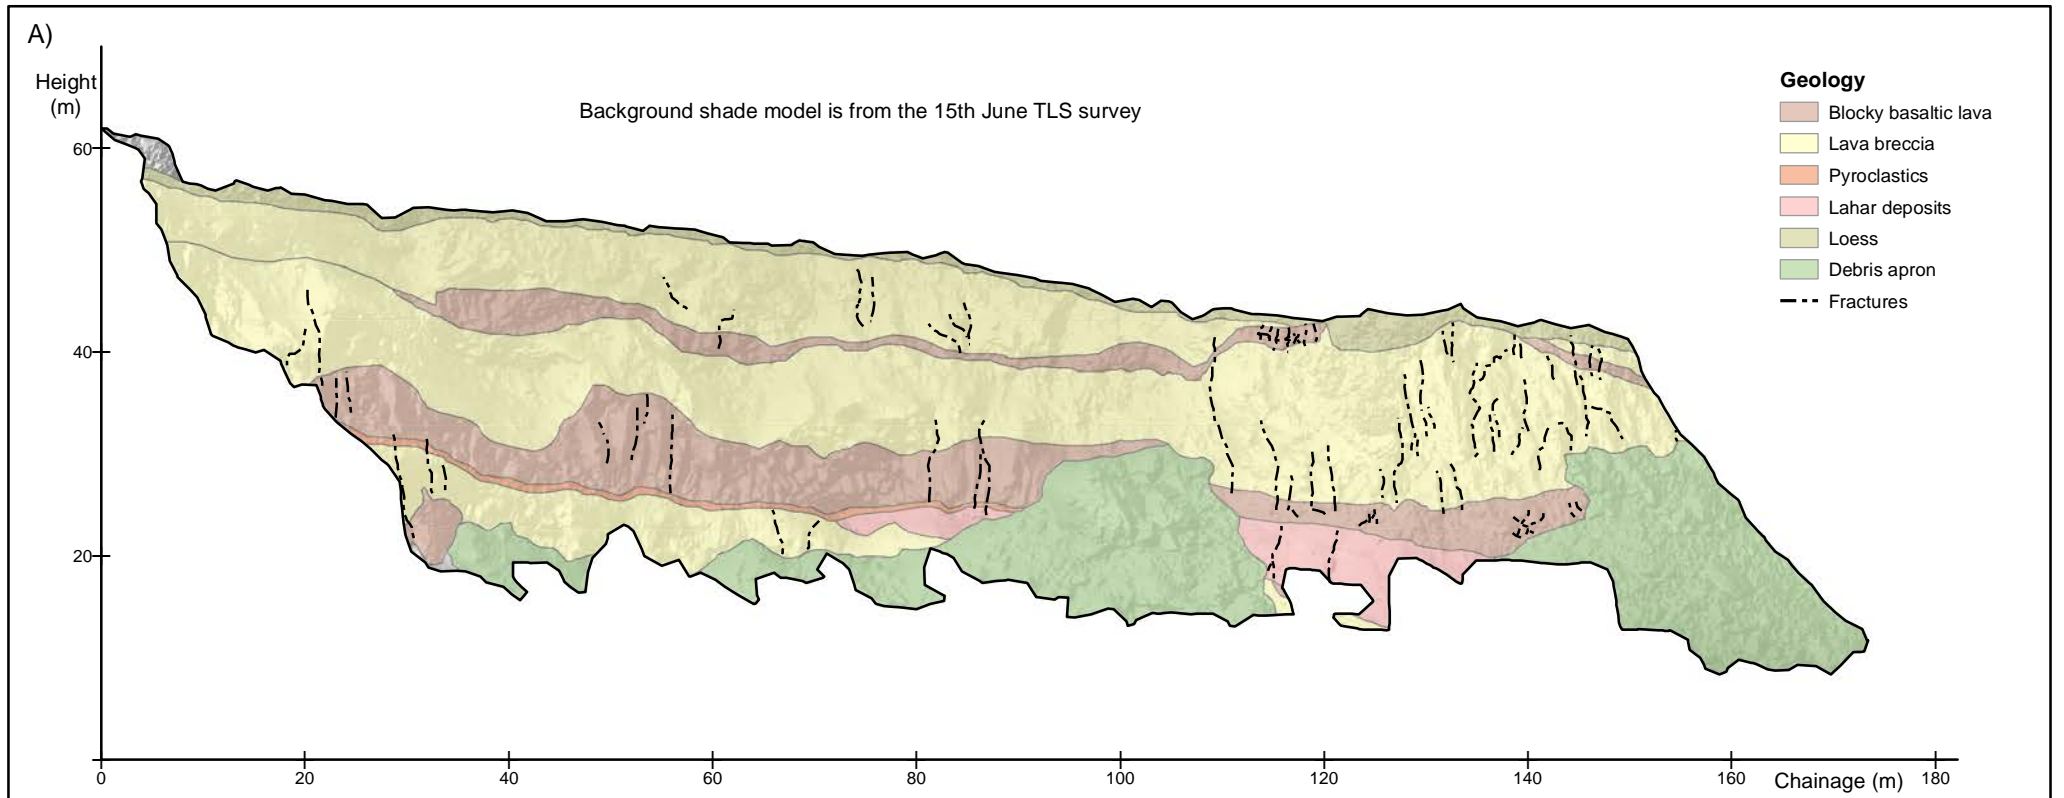 A)
Height
(m)
Background shade model is from the 15th June TLS survey
Geology
Blocky basaltic lava
Lava breccia
Pyroclastics
Lahar deposits
Loess
Debris apron
Fractures
60
40
20
0 20 40 60 80 100 120 140 160 180
Chainage (m)